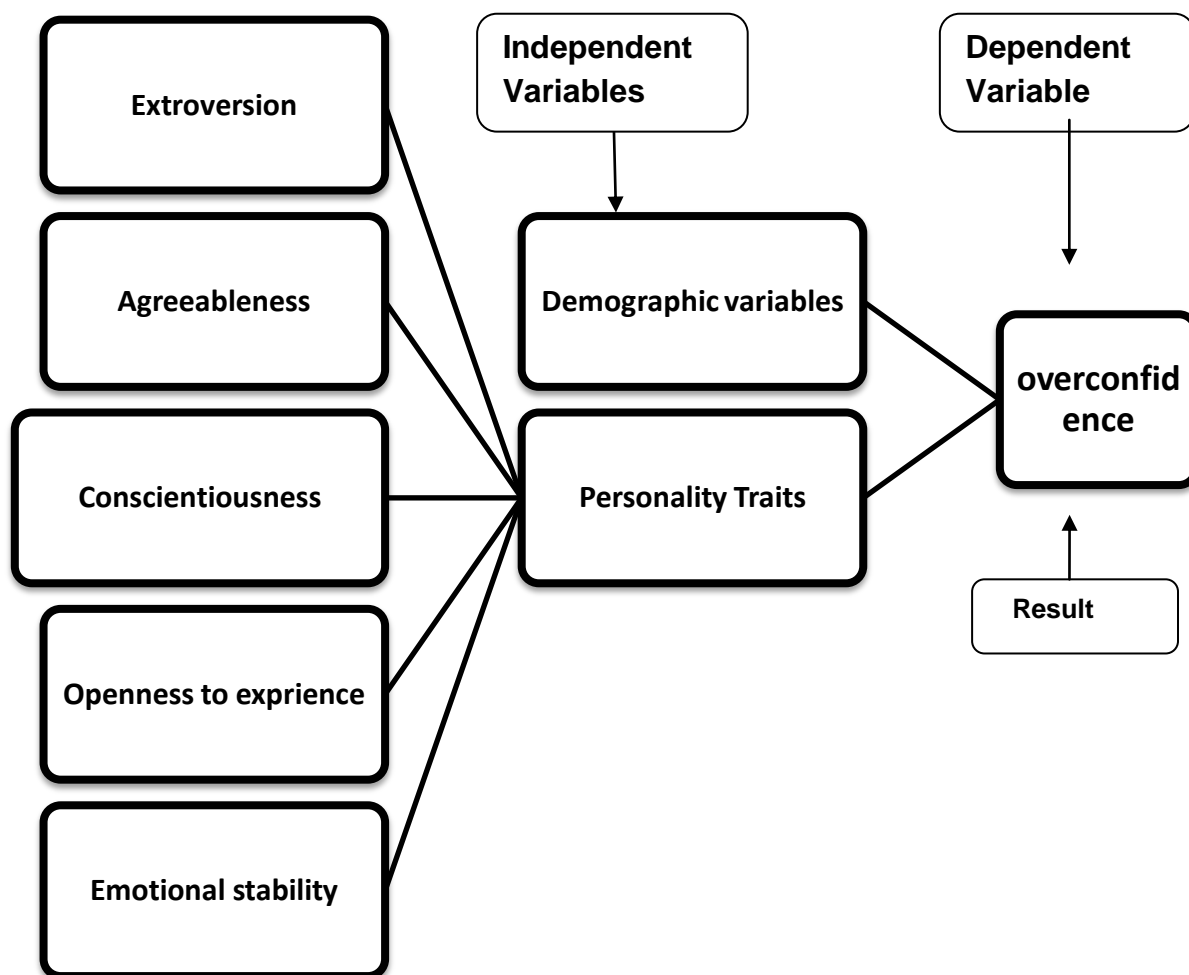 Extroversion
Agreeableness
Conscientiousness
Openness to exprience
Emotional stability
Independent
Variables
Demographic variables
Personality Traits
Dependent
Variable
overconfid
ence
Result